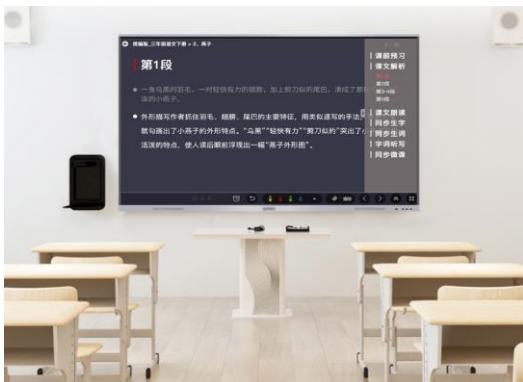 统编版_三年级语文下册 > 2. 燕子
第1段
一身乌黑的羽毛，一对轻快有力的翅膀，加上剪刀似的尾巴，凑成了那
活泼的小燕子。
外形描写作者抓住羽毛、翅膀、尾巴的主要特征，用类似速写的手法
就勾画出了小燕子的外形特点。“乌黑”“轻快有力”“剪刀似的”突出了
活泼的特点，使人读后眼前浮现出一幅“燕子外形图”。
课前预习
课文解析
第1段
第2段
第3-4段
第5段
课文朗读
同步生字
同步生词
字词听写
同步微课